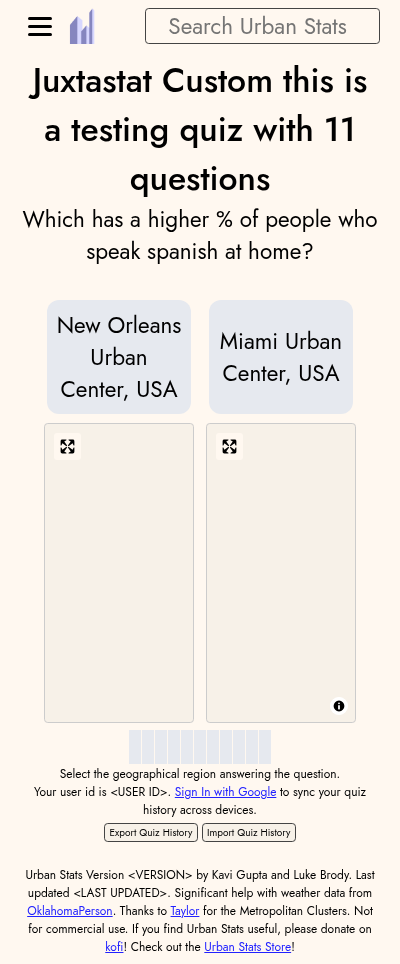 Search Urban Stats
Juxtastat Custom this is
a testing quiz with 11
questions
Which has a higher % of people who
speak spanish at home?
New Orleans
Urban
Center, USA
Miami Urban
Center, USA
Select the geographical region answering the question.
Your user id is <USER ID>. Sign In with Google to sync your quiz
history across devices.
Export Quiz History Import Quiz History
Urban Stats Version <VERSION> by Kavi Gupta and Luke Brody. Last
updated <LAST UPDATED>. Significant help with weather data from
OklahomaPerson. Thanks to Taylor for the Metropolitan Clusters. Not
for commercial use. If you find Urban Stats useful, please donate on
kofi! Check out the Urban Stats Store!